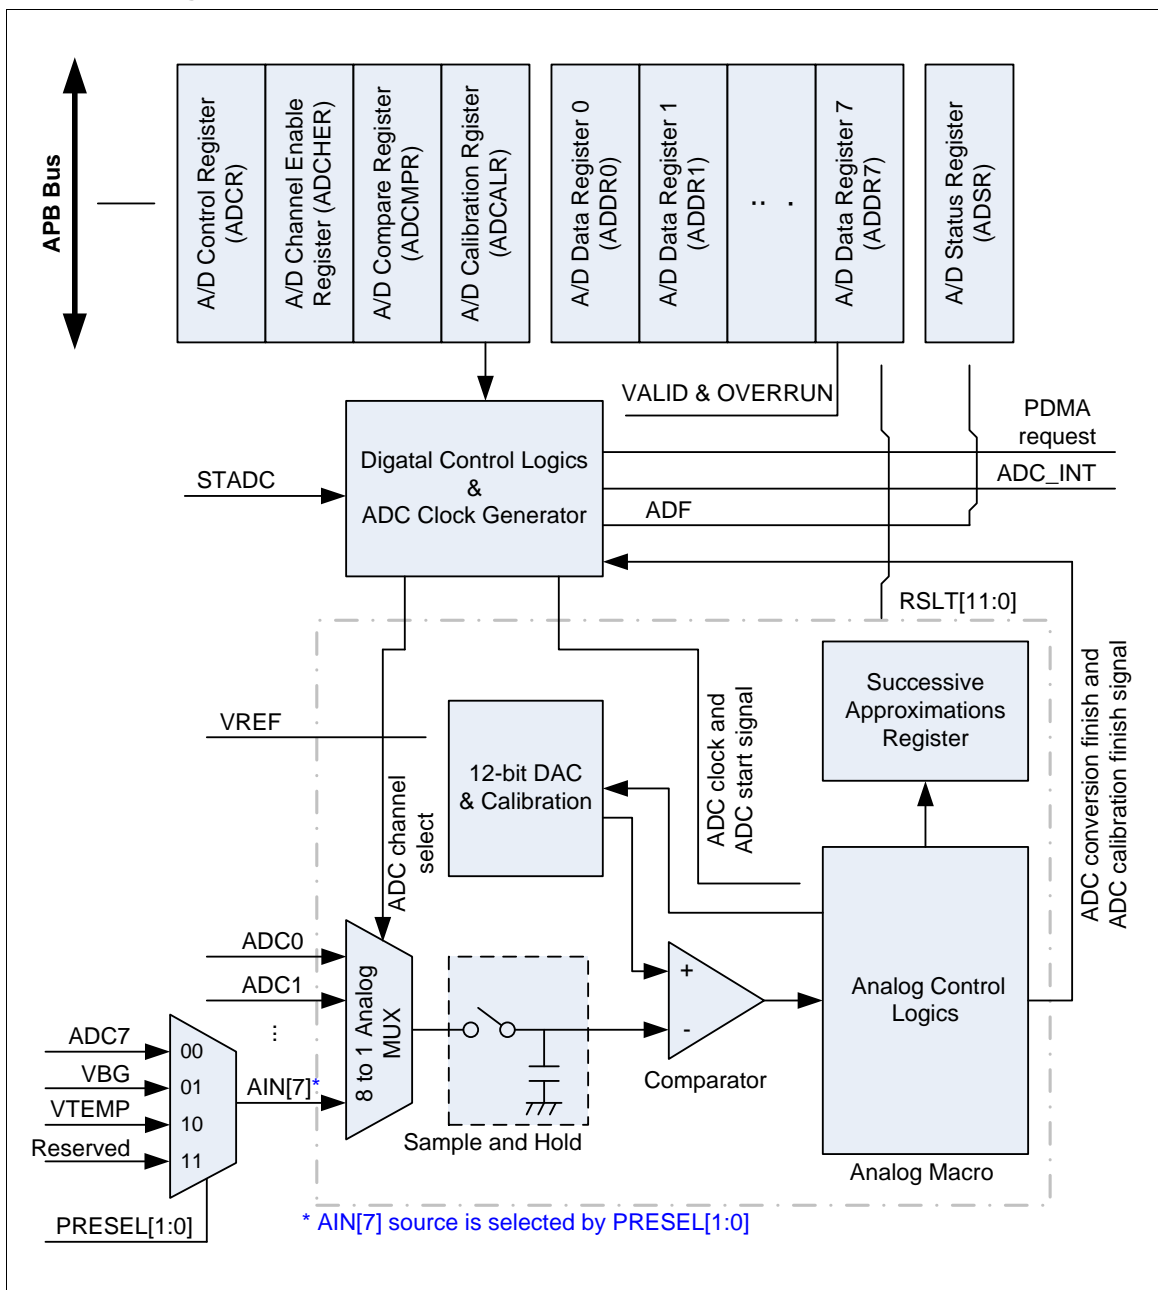 APB Bus
A/D Control Register
(ADCR)
A/D Channel Enable
Register (ADCHER)
A/D Compare Register
(ADCMPR)
A/D Calibration Rgister
(ADCALR)
A/D Data Register 0
(ADDR0)
A/D Data Register 1
(ADDR1)
.. .
A/D Data Register 7
(ADDR7)
A/D Status Register
(ADSR)
VALID & OVERRUN
PDMA
request
ADC_INT
ADF
STADC
Digatal Control Logics
&
ADC Clock Generator
RSLT[11:0]
Successive
Approximations
Register
VREF
12-bit DAC
& Calibration
ADC channel
select
ADC clock and
ADC start signal
ADC conversion finish and
ADC calibration finish signal
ADC0
ADC1
...
8 to 1 Analog
MUX
+
-
Comparator
Analog Control
Logics
ADC7
VBG
VTEMP
Reserved
00
01
10
11
AIN[7]*
Sample and Hold
Analog Macro
PRESEL[1:0]
* AIN[7] source is selected by PRESEL[1:0]